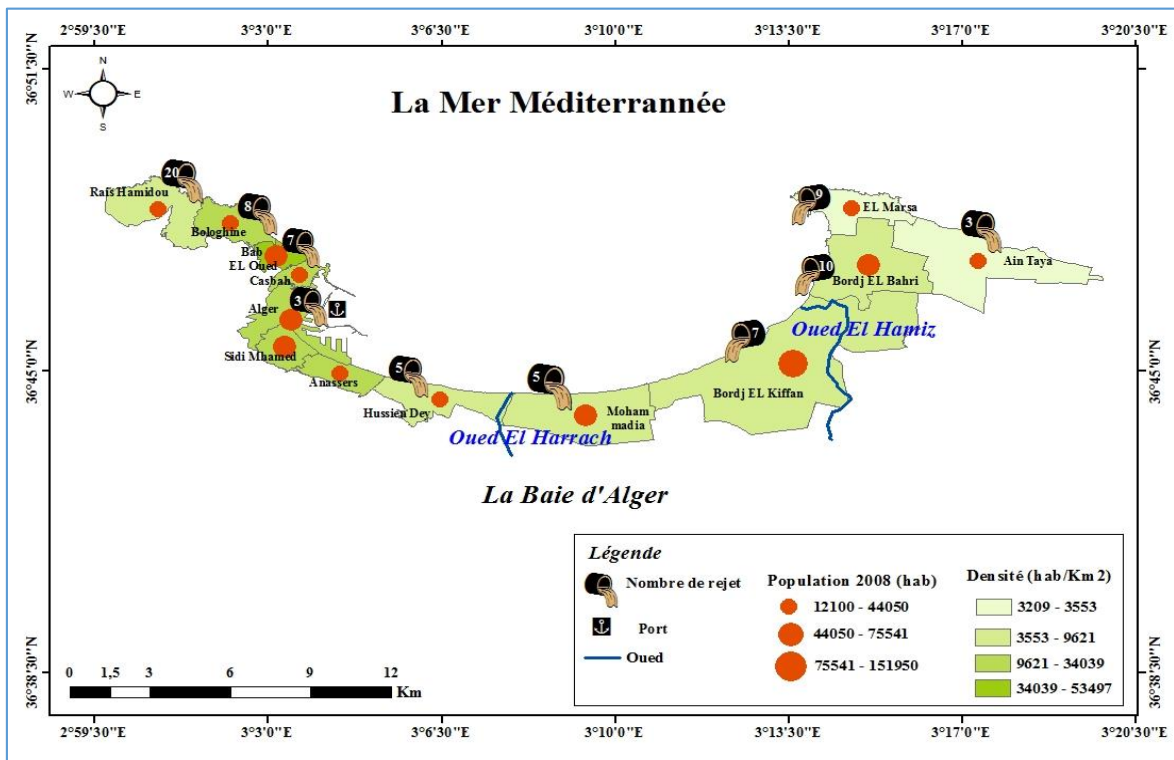 2°59'30"E 3°3'0"E 3°6'30"E 3°10'0"E 3°13'30"E 3°17'0"E 3°20'30"E
36°51'30"N
36°51'30"N
N
W E
S
La Mer Méditerrannée
20
Rais Hamidou
8
Bologhine
7
Bab
EL Oued
Casbah
3
Alger
Sidi Mhamed
Anassers
5
Hussien Dey
5
Moham
madia
Oued El Harrach
7
Bordj EL Kiffan
Oued El Hamiz
10
Bordj EL Bahri
9
EL Marsa
3
Ain Taya
36°45'0"N
36°45'0"N
La Baie d'Alger
Légende
Nombre de rejet
Port
Oued
Population 2008 (hab)
12100 - 44050
44050 - 75541
75541 - 151950
Densité (hab/Km2)
3209 - 3553
3553 - 9621
9621 - 34039
34039 - 53497
0 1,5 3 6 9 12
Km
36°38'30"N
36°38'30"N
2°59'30"E 3°3'0"E 3°6'30"E 3°10'0"E 3°13'30"E 3°17'0"E 3°20'30"E